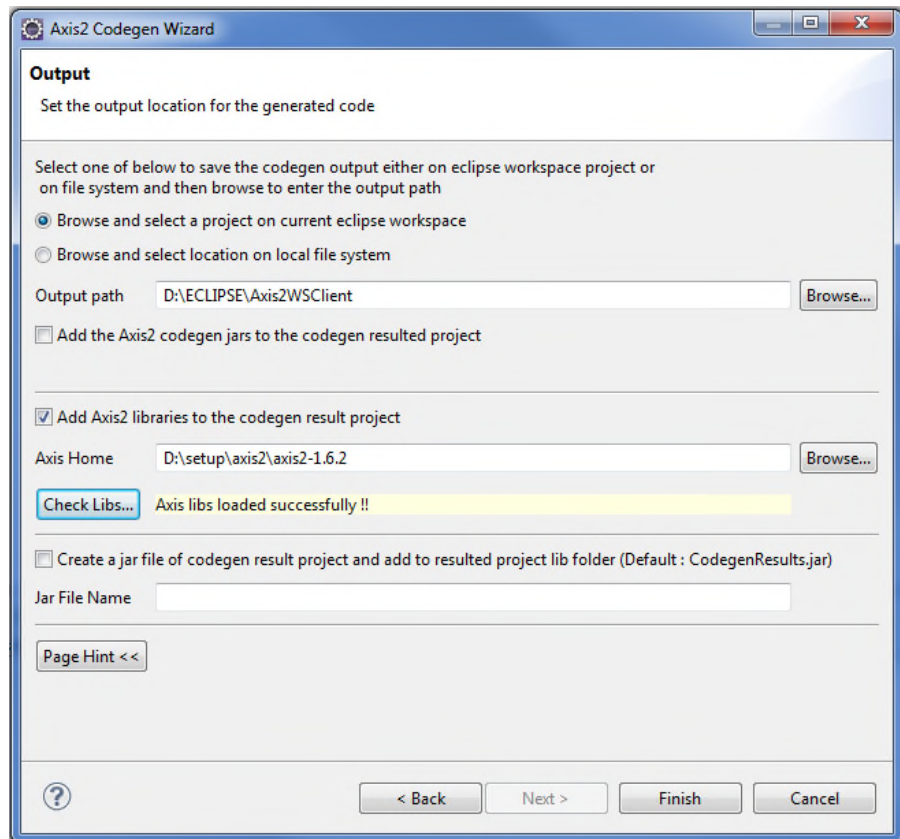 Axis2 Codegen Wizard
Output
Set the output location for the generated code
Select one of below to save the codegen output either on eclipse workspace project or
on file system and then browse to enter the output path
Browse and select a project on current eclipse workspace
Browse and select location on local file system
Output path D:\ECLIPSE\Axis2WSClient Browse...
Add the Axis2 codegen jars to the codegen resulted project
Add Axis2 libraries to the codegen result project
Axis Home D:\setup\axis2\axis2-1.6.2 Browse...
Check Libs... Axis libs loaded successfully !!
Create a jar file of codegen result project and add to resulted project lib folder (Default : CodegenResults.jar)
Jar File Name
Page Hint <<
? < Back Next > Finish Cancel